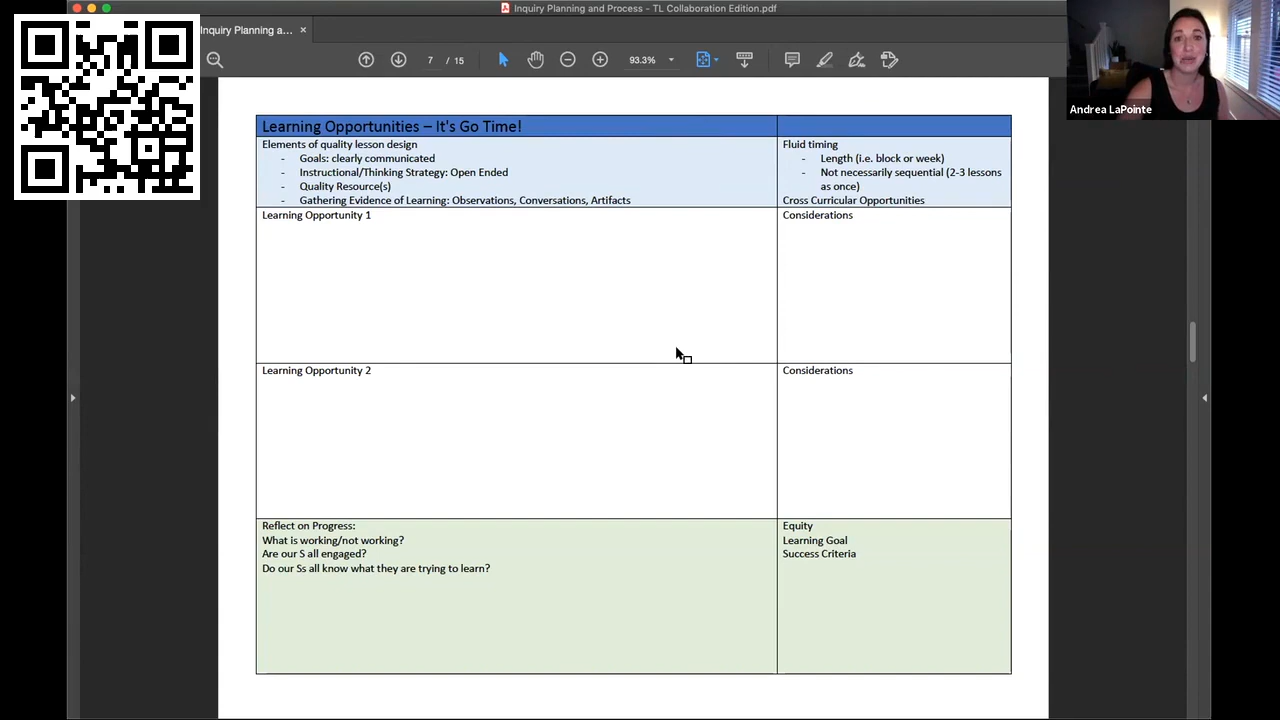 Inquiry Planning and Process - TL Collaboration Edition.pdf
Inquiry Planning a... ×
7 / 15
93.3%
Andrea LaPointe
Learning Opportunities – It's Go Time!
Elements of quality lesson design
- Goals: clearly communicated
- Instructional/Thinking Strategy: Open Ended
- Quality Resource(s)
- Gathering Evidence of Learning: Observations, Conversations, Artifacts
Fluid timing
- Length (i.e. block or week)
- Not necessarily sequential (2-3 lessons
as once)
Cross Curricular Opportunities
Learning Opportunity 1
Considerations
Learning Opportunity 2
Considerations
Reflect on Progress:
What is working/not working?
Are our S all engaged?
Do our Ss all know what they are trying to learn?
Equity
Learning Goal
Success Criteria